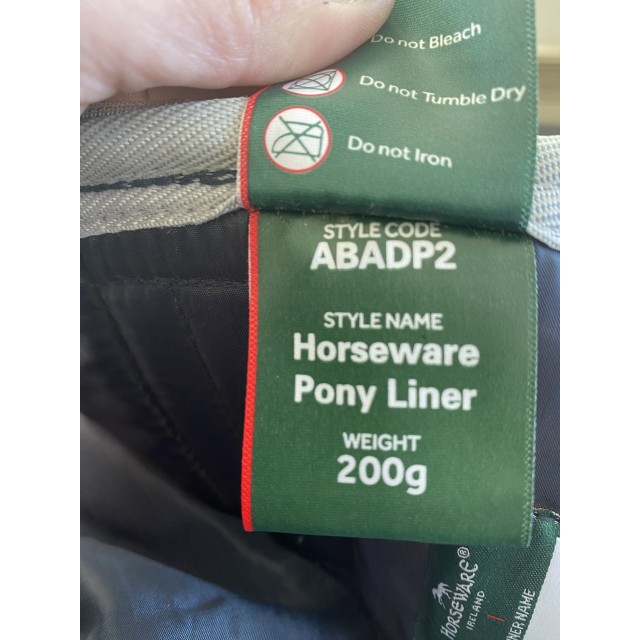 Do not Bleach
Do not Tumble Dry
Do not Iron
STYLE CODE
ABADP2
STYLE NAME
Horseware
Pony Liner
WEIGHT
200g
HORSEWARE®
IRELAND
NAME